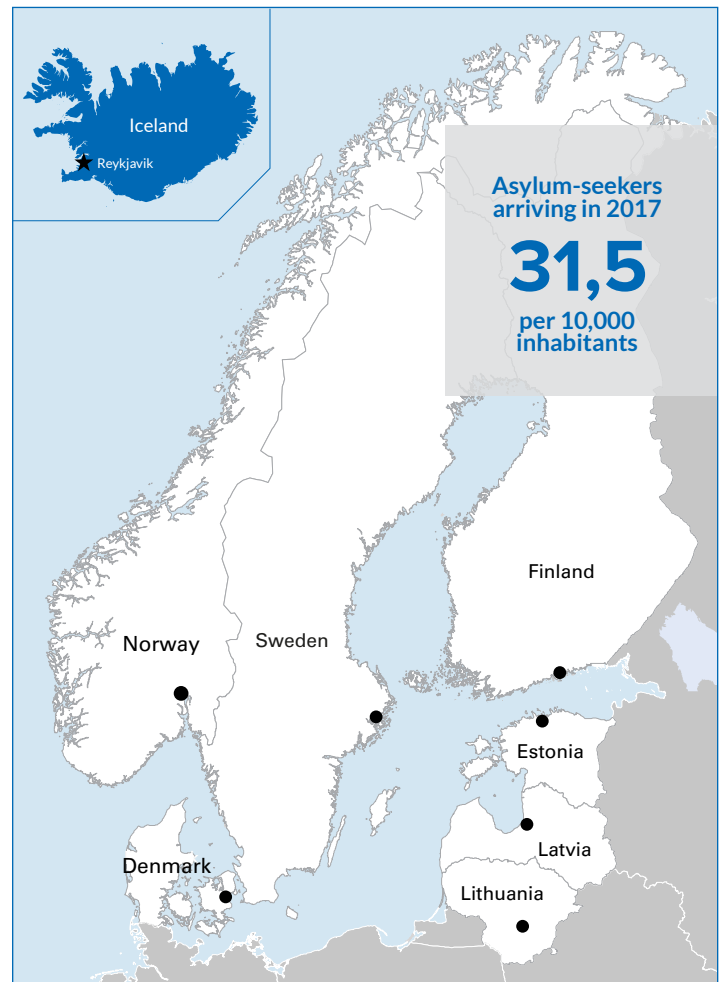 Iceland
Reykjavik
Asylum-seekers
arriving in 2017
31,5
per 10,000
inhabitants
Finland
Norway
Sweden
Estonia
Latvia
Denmark
Lithuania